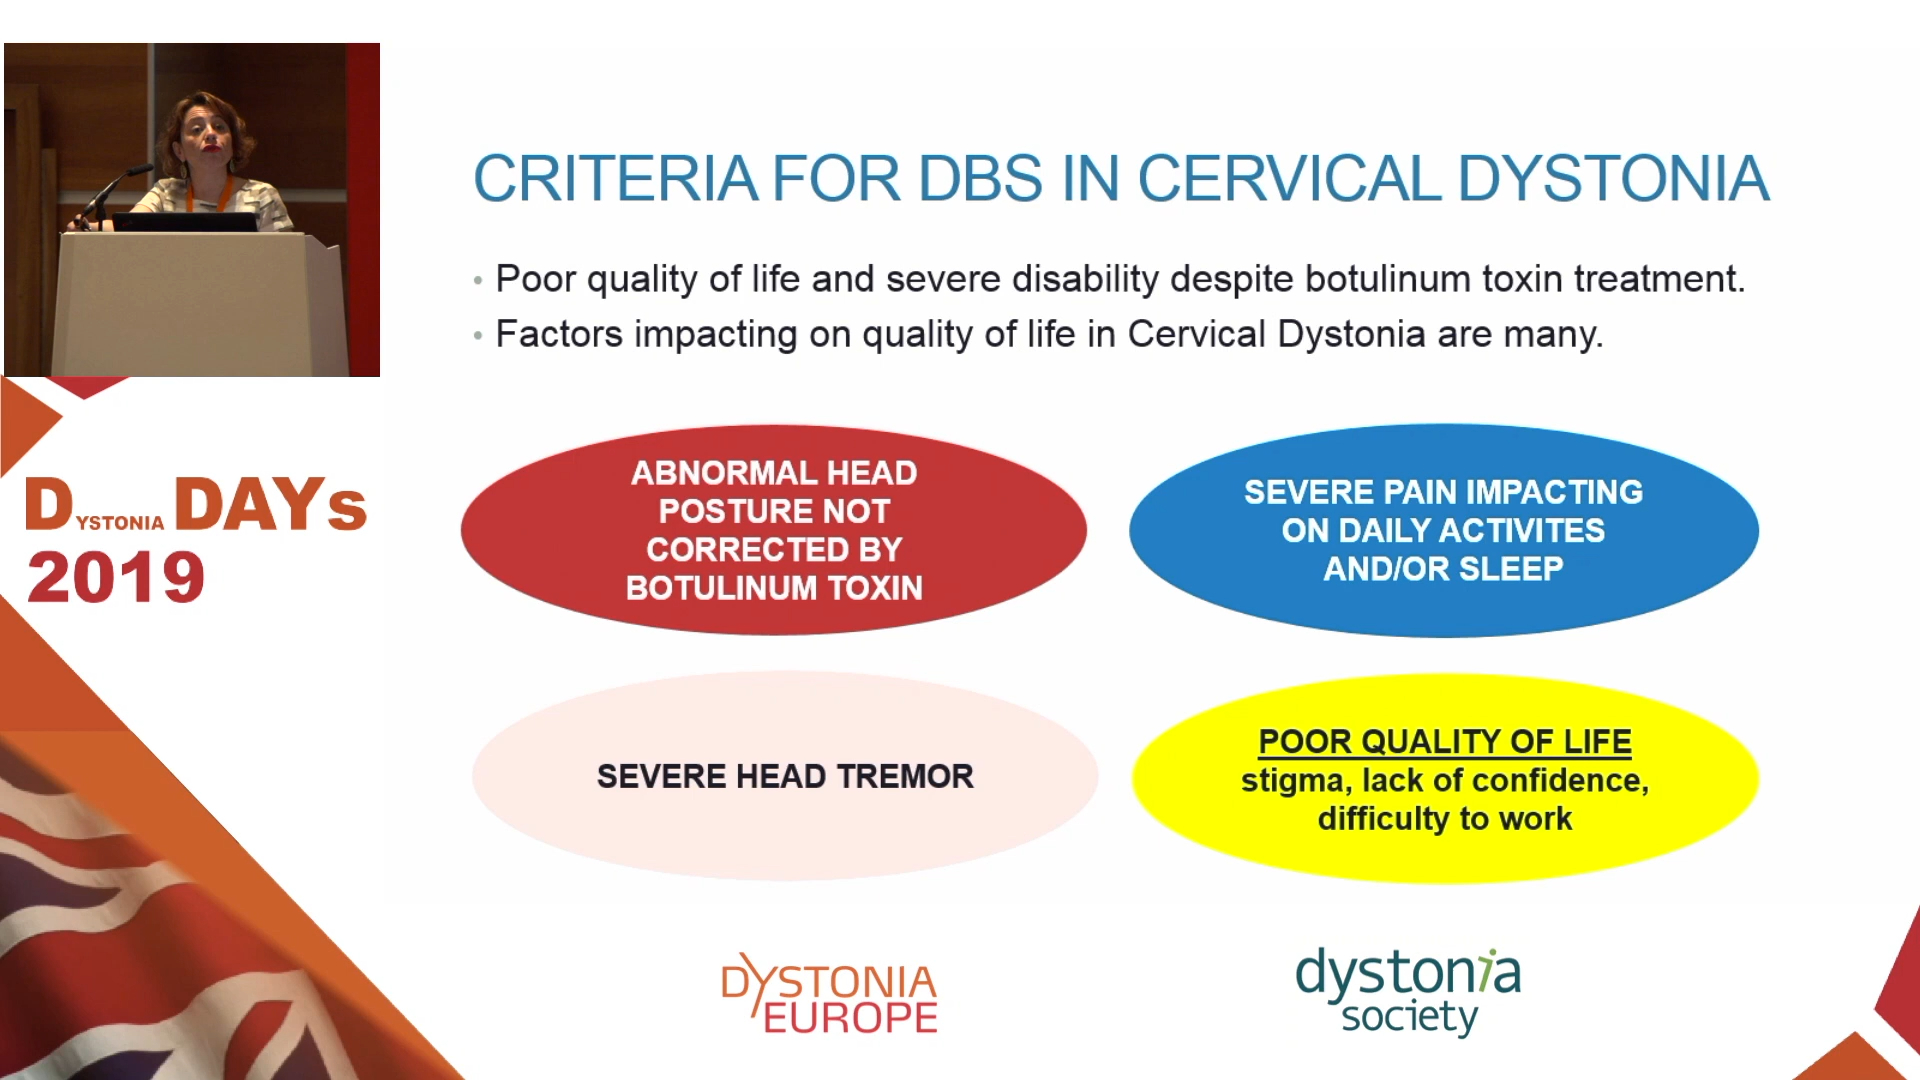 CRITERIA FOR DBS IN CERVICAL DYSTONIA
• Poor quality of life and severe disability despite botulinum toxin treatment.
• Factors impacting on quality of life in Cervical Dystonia are many.
ABNORMAL HEAD
POSTURE NOT
CORRECTED BY
BOTULINUM TOXIN
SEVERE PAIN IMPACTING
ON DAILY ACTIVITES
AND/OR SLEEP
SEVERE HEAD TREMOR
POOR QUALITY OF LIFE
stigma, lack of confidence,
difficulty to work
DYSTONIA DAYs
2019
DYSTONIA
EUROPE
dystonia
society